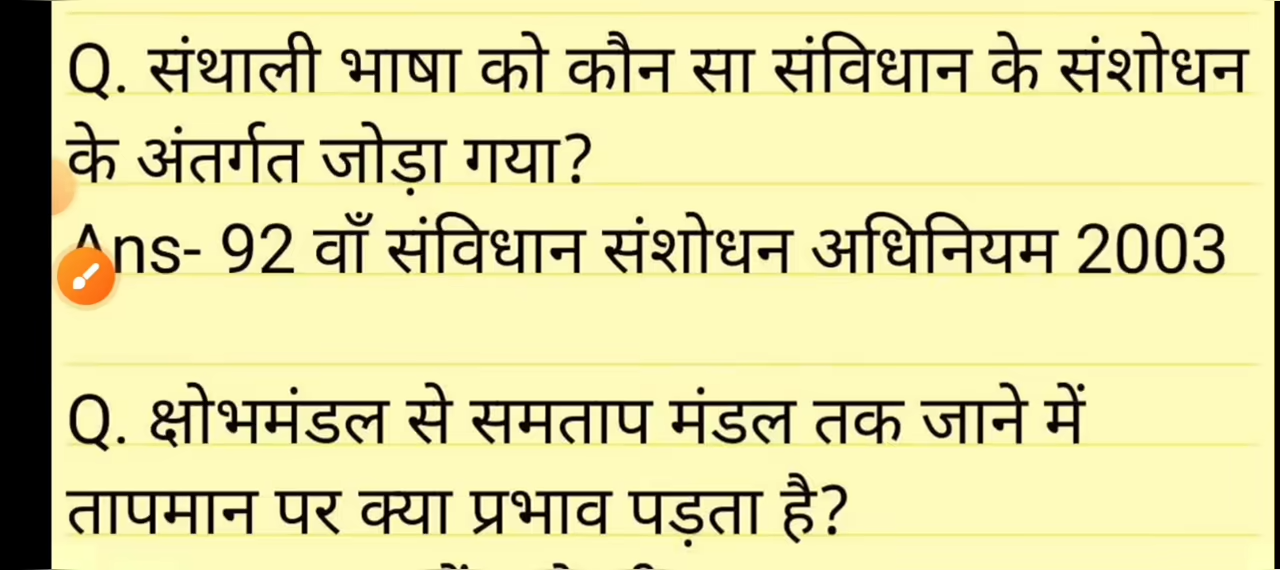 Q. संथाली भाषा को कौन सा संविधान के संशोधन
के अंतर्गत जोड़ा गया?
Ans- 92 वाँ संविधान संशोधन अधिनियम 2003
Q. क्षोभमंडल से समताप मंडल तक जाने में
तापमान पर क्या प्रभाव पड़ता है?